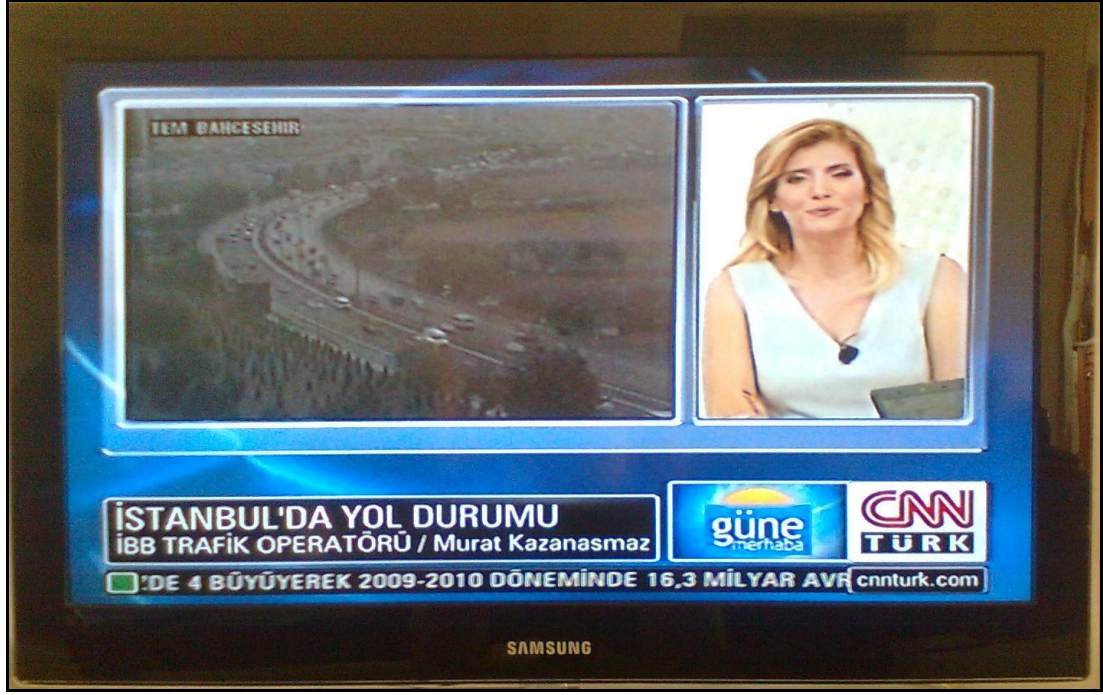 TEM BAHCESEHIR
İSTANBUL'DA YOL DURUMU
İBB TRAFİK OPERATÖRÜ / Murat Kazanasmaz
güne
merhaba
CNN
TÜRK
'DE 4 BÜYÜYEREK 2009-2010 DÖNEMİNDE 16,3 MİLYAR AVR
cnnturk.com
SAMSUNG